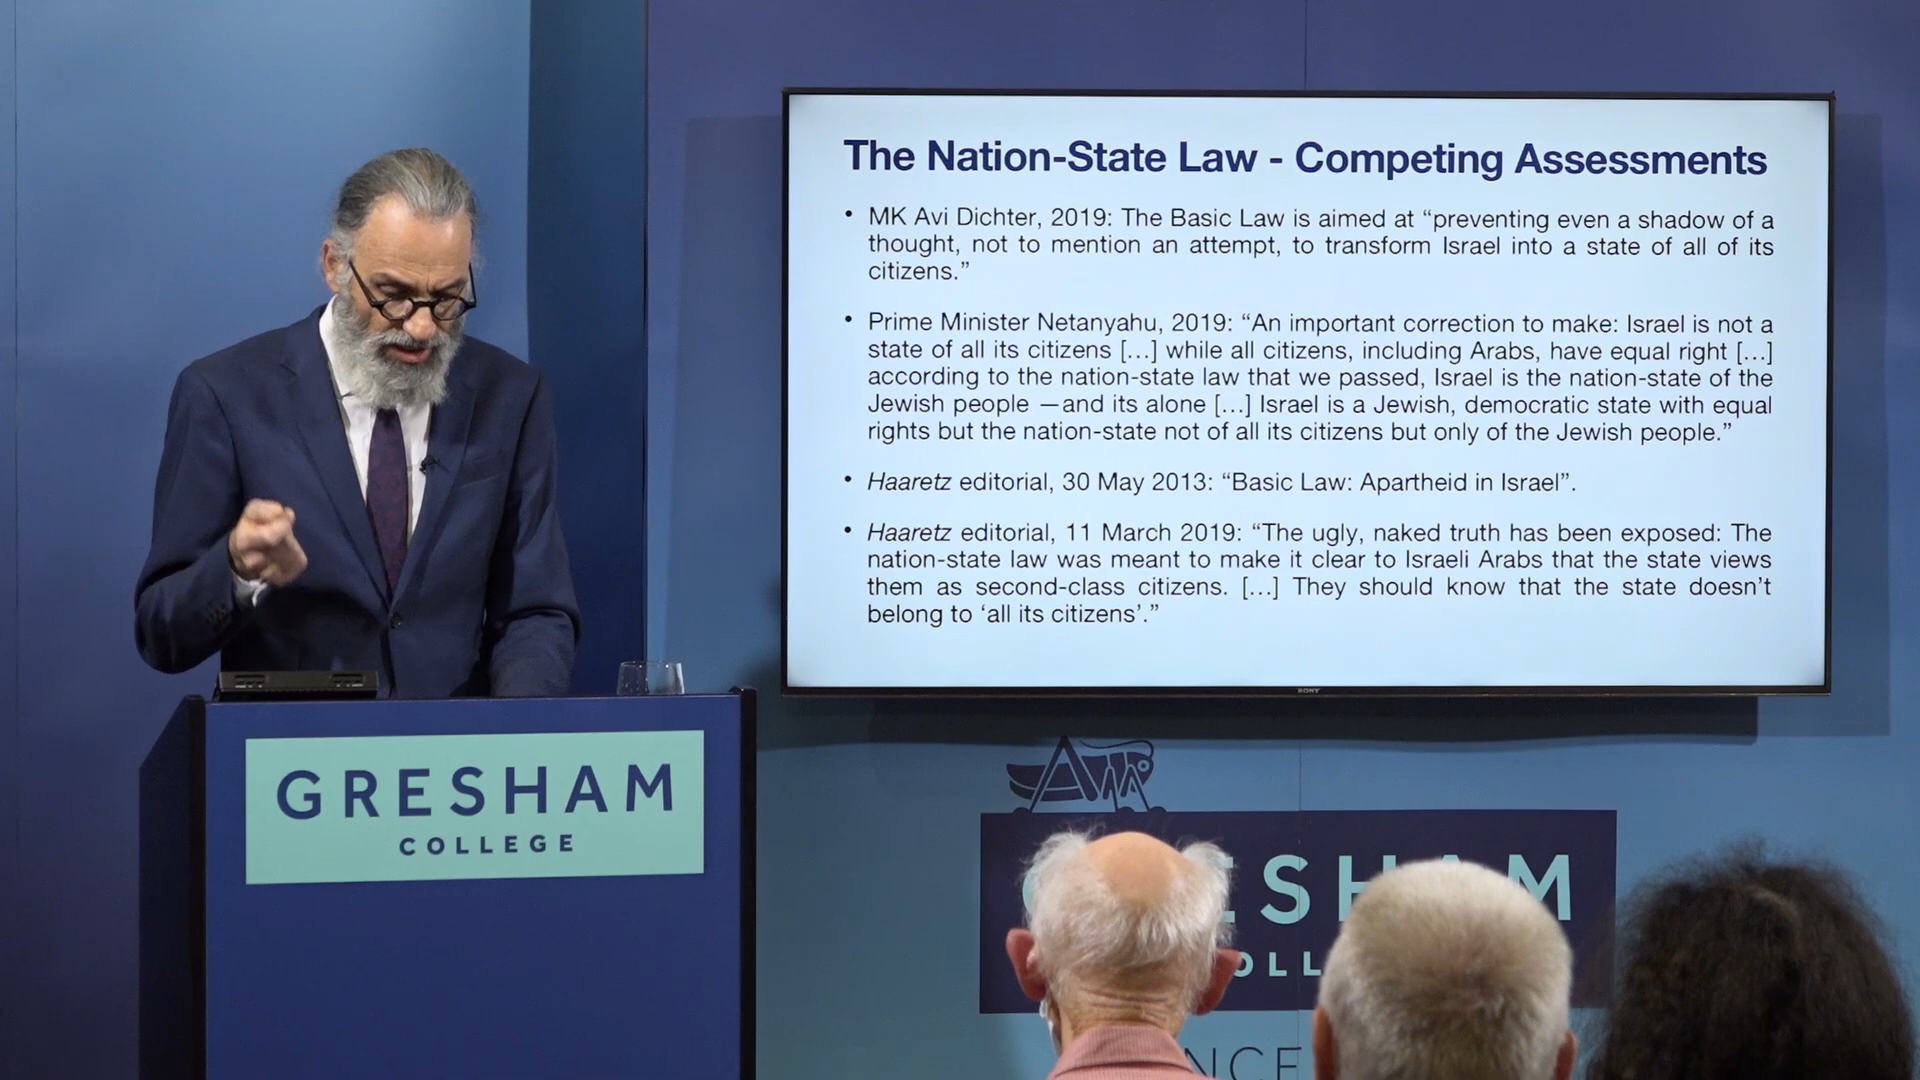 The Nation-State Law - Competing Assessments
• MK Avi Dichter, 2019: The Basic Law is aimed at “preventing even a shadow of a
thought, not to mention an attempt, to transform Israel into a state of all of its
citizens.”
• Prime Minister Netanyahu, 2019: “An important correction to make: Israel is not a
state of all its citizens […] while all citizens, including Arabs, have equal right […]
according to the nation-state law that we passed, Israel is the nation-state of the
Jewish people —and its alone […] Israel is a Jewish, democratic state with equal
rights but the nation-state not of all its citizens but only of the Jewish people.”
• Haaretz editorial, 30 May 2013: “Basic Law: Apartheid in Israel”.
• Haaretz editorial, 11 March 2019: “The ugly, naked truth has been exposed: The
nation-state law was meant to make it clear to Israeli Arabs that the state views
them as second-class citizens. […] They should know that the state doesn’t
belong to ‘all its citizens’.”
SONY
GRESHAM
COLLEGE